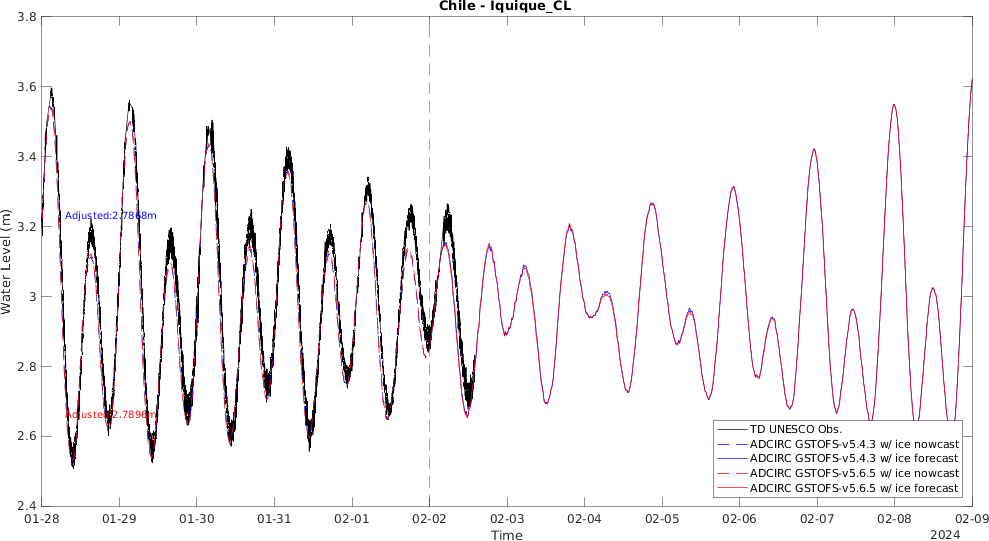 Chile - Iquique_CL
3.8
3.6
3.4
3.2
3
2.8
2.6
2.4
Water Level (m)
Adjusted:2.7868m
Adjusted:2.7896m
TD UNESCO Obs.
ADCIRC GSTOFS-v5.4.3 w/ ice nowcast
ADCIRC GSTOFS-v5.4.3 w/ ice forecast
ADCIRC GSTOFS-v5.6.5 w/ ice nowcast
ADCIRC GSTOFS-v5.6.5 w/ ice forecast
01-28 01-29 01-30 01-31 02-01 02-02 02-03 02-04 02-05 02-06 02-07 02-08 02-09
Time
2024